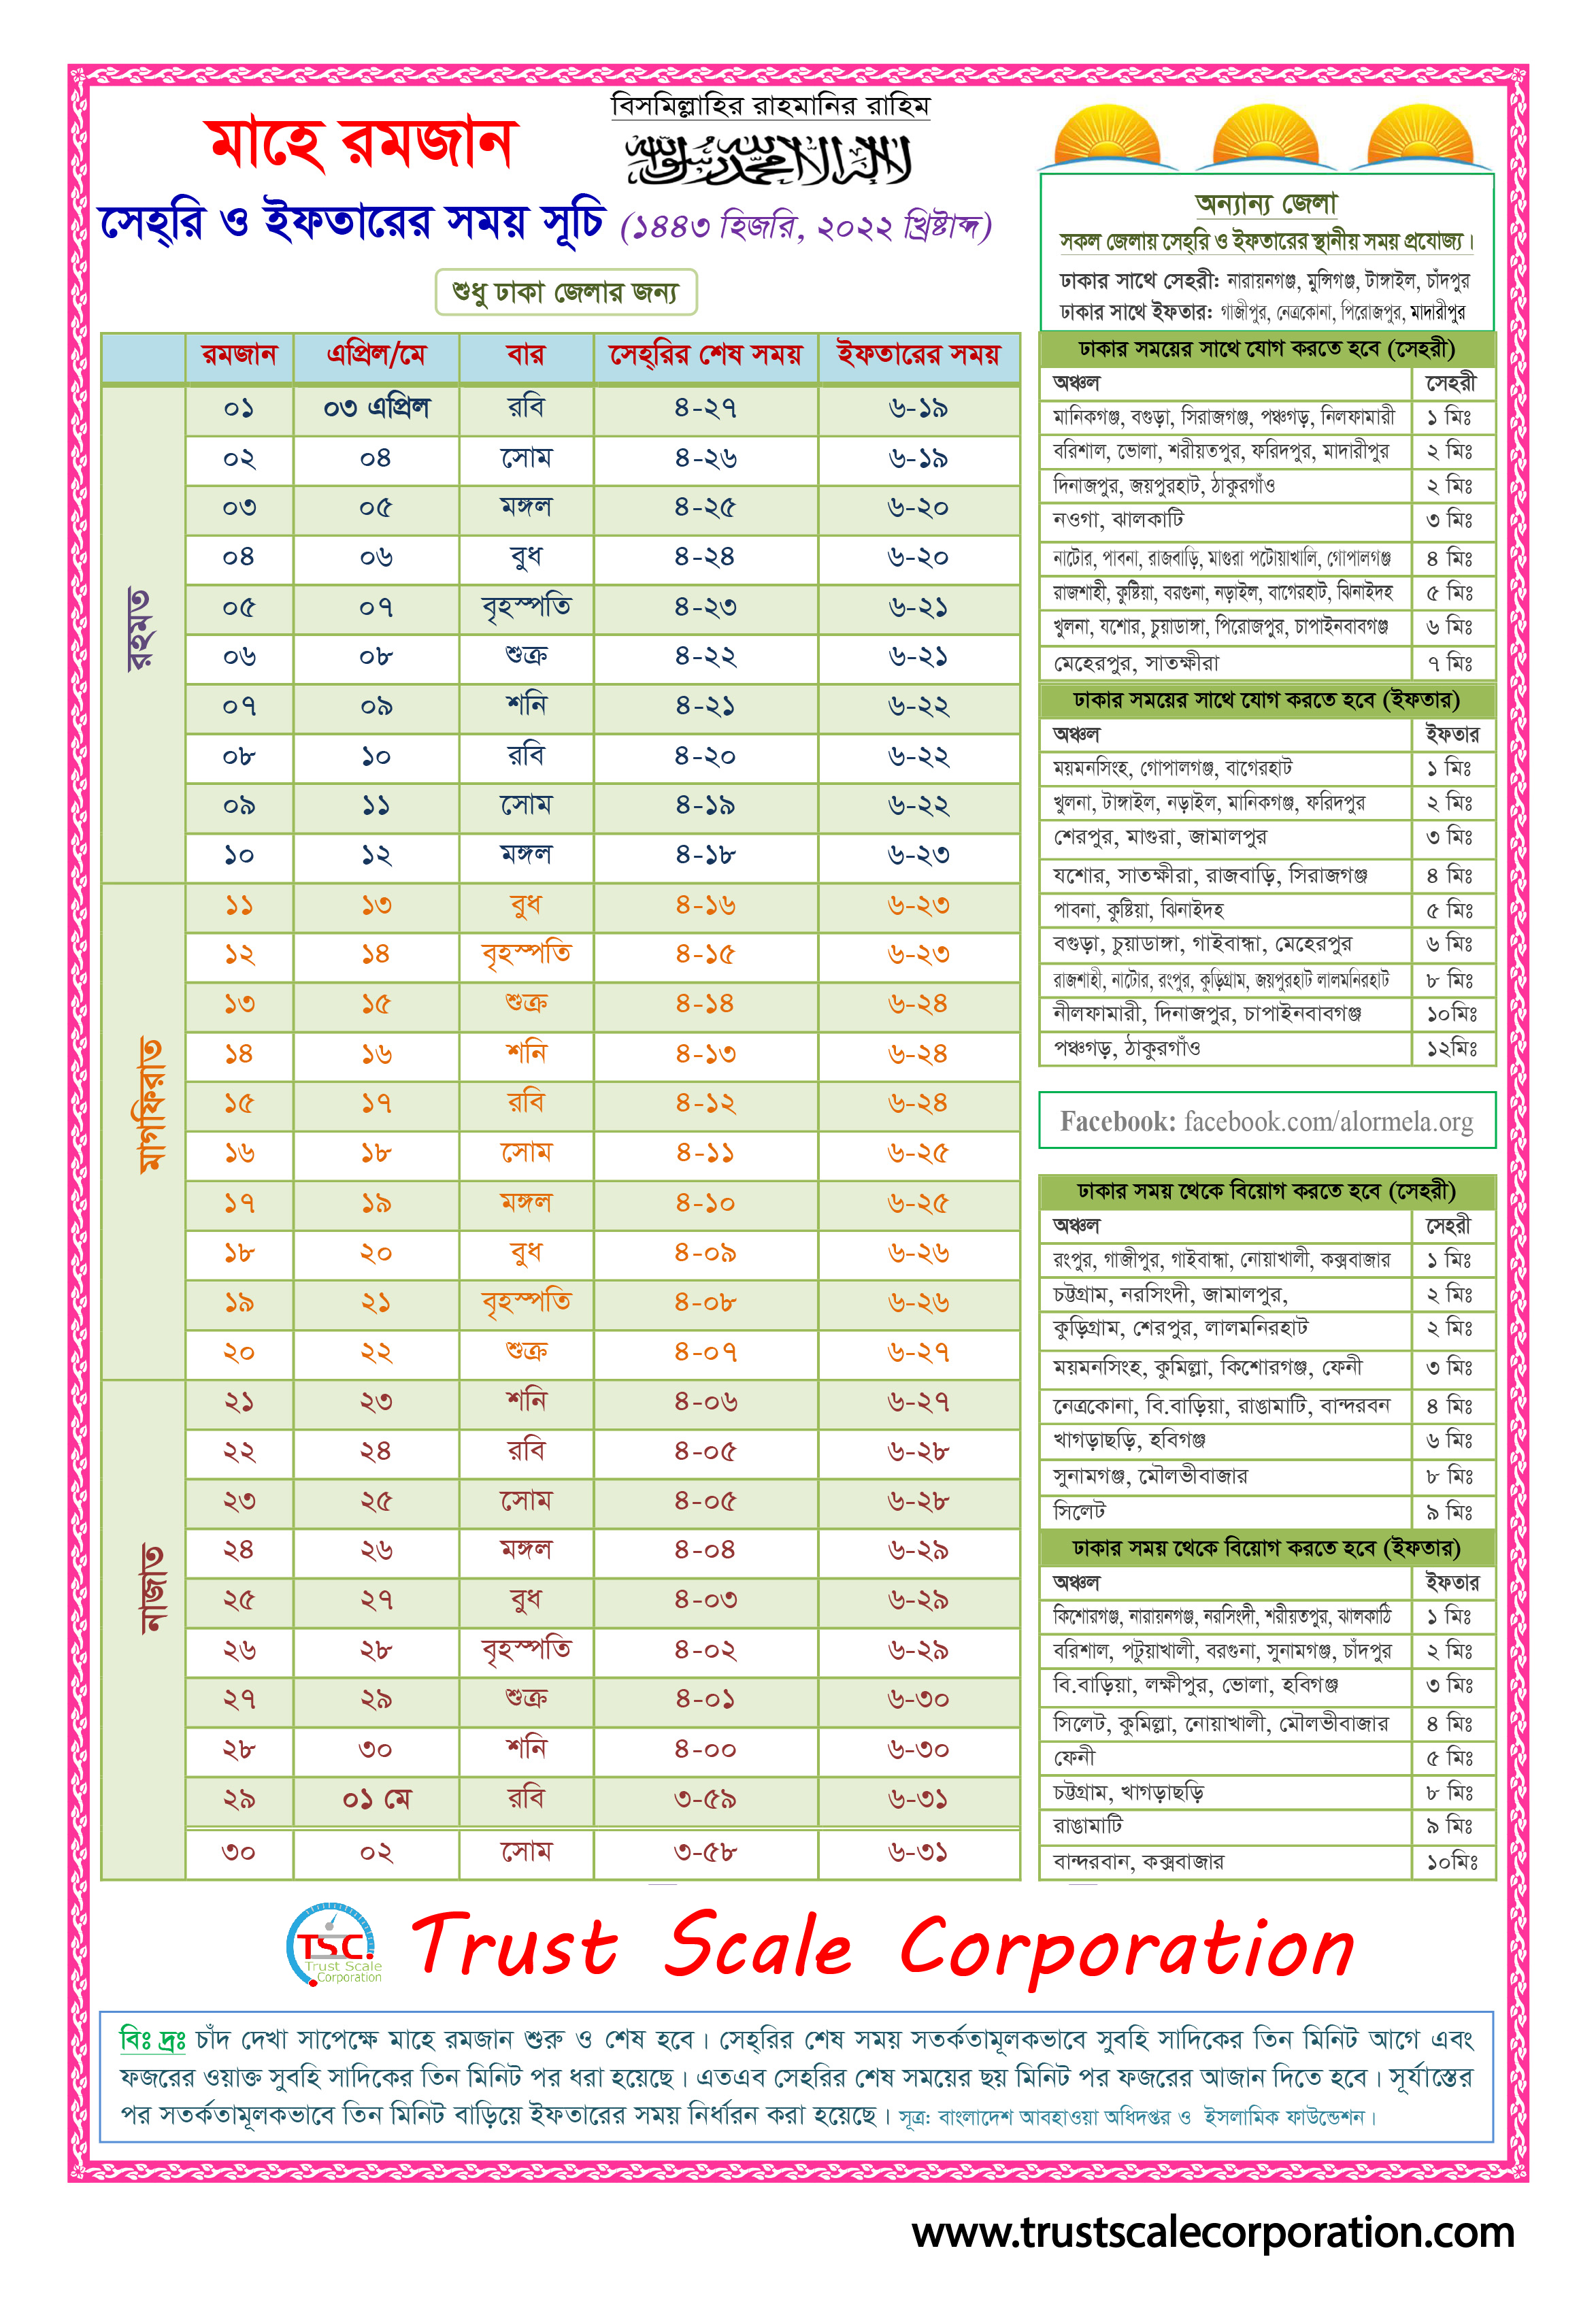 বিসমিল্লাহির রাহমানির রাহিম
لا اله الا الله محمد رسول الله
মাহে রমজান
সেহ্‌রি ও ইফতারের সময় সূচি (১৪৪৩ হিজরি, ২০২২ খ্রিষ্টাব্দ)
শুধু ঢাকা জেলার জন্য
রমজান এপ্রিল/মে বার সেহ্‌রির শেষ সময় ইফতারের সময়
রহমত
০১ ০৩ এপ্রিল রবি ৪-২৭ ৬-১৯
০২ ০৪ সোম ৪-২৬ ৬-১৯
০৩ ০৫ মঙ্গল ৪-২৫ ৬-২০
০৪ ০৬ বুধ ৪-২৪ ৬-২০
০৫ ০৭ বৃহস্পতি ৪-২৩ ৬-২১
০৬ ০৮ শুক্র ৪-২২ ৬-২১
০৭ ০৯ শনি ৪-২১ ৬-২২
০৮ ১০ রবি ৪-২০ ৬-২২
০৯ ১১ সোম ৪-১৯ ৬-২২
১০ ১২ মঙ্গল ৪-১৮ ৬-২৩
মাগফিরাত
১১ ১৩ বুধ ৪-১৬ ৬-২৩
১২ ১৪ বৃহস্পতি ৪-১৫ ৬-২৩
১৩ ১৫ শুক্র ৪-১৪ ৬-২৪
১৪ ১৬ শনি ৪-১৩ ৬-২৪
১৫ ১৭ রবি ৪-১২ ৬-২৪
১৬ ১৮ সোম ৪-১১ ৬-২৫
১৭ ১৯ মঙ্গল ৪-১০ ৬-২৫
১৮ ২০ বুধ ৪-০৯ ৬-২৬
১৯ ২১ বৃহস্পতি ৪-০৮ ৬-২৬
২০ ২২ শুক্র ৪-০৭ ৬-২৭
নাজাত
২১ ২৩ শনি ৪-০৬ ৬-২৭
২২ ২৪ রবি ৪-০৫ ৬-২৮
২৩ ২৫ সোম ৪-০৫ ৬-২৮
২৪ ২৬ মঙ্গল ৪-০৪ ৬-২৯
২৫ ২৭ বুধ ৪-০৩ ৬-২৯
২৬ ২৮ বৃহস্পতি ৪-০২ ৬-২৯
২৭ ২৯ শুক্র ৪-০১ ৬-৩০
২৮ ৩০ শনি ৪-০০ ৬-৩০
২৯ ০১ মে রবি ৩-৫৯ ৬-৩১
৩০ ০২ সোম ৩-৫৮ ৬-৩১
অন্যান্য জেলা
সকল জেলায় সেহ্‌রি ও ইফতারের স্থানীয় সময় প্রযোজ্য।
ঢাকার সাথে সেহরী: নারায়নগঞ্জ, মুন্সিগঞ্জ, টাঙ্গাইল, চাঁদপুর
ঢাকার সাথে ইফতার: গাজীপুর, নেত্রকোনা, পিরোজপুর, মাদারীপুর
ঢাকার সময়ের সাথে যোগ করতে হবে (সেহরী)
অঞ্চল সেহরী
মানিকগঞ্জ, বগুড়া, সিরাজগঞ্জ, পঞ্চগড়, নিলফামারী ১ মিঃ
বরিশাল, ভোলা, শরীয়তপুর, ফরিদপুর, মাদারীপুর ২ মিঃ
দিনাজপুর, জয়পুরহাট, ঠাকুরগাঁও ২ মিঃ
নওগা, ঝালকাটি ৩ মিঃ
নাটোর, পাবনা, রাজবাড়ি, মাগুরা পটোয়াখালি, গোপালগঞ্জ ৪ মিঃ
রাজশাহী, কুষ্টিয়া, বরগুনা, নড়াইল, বাগেরহাট, ঝিনাইদহ ৫ মিঃ
খুলনা, যশোর, চুয়াডাঙ্গা, পিরোজপুর, চাপাইনবাবগঞ্জ ৬ মিঃ
মেহেরপুর, সাতক্ষীরা ৭ মিঃ
ঢাকার সময়ের সাথে যোগ করতে হবে (ইফতার)
অঞ্চল ইফতার
ময়মনসিংহ, গোপালগঞ্জ, বাগেরহাট ১ মিঃ
খুলনা, টাঙ্গাইল, নড়াইল, মানিকগঞ্জ, ফরিদপুর ২ মিঃ
শেরপুর, মাগুরা, জামালপুর ৩ মিঃ
যশোর, সাতক্ষীরা, রাজবাড়ি, সিরাজগঞ্জ ৪ মিঃ
পাবনা, কুষ্টিয়া, ঝিনাইদহ ৫ মিঃ
বগুড়া, চুয়াডাঙ্গা, গাইবান্ধা, মেহেরপুর ৬ মিঃ
রাজশাহী, নাটোর, রংপুর, কুড়িগ্রাম, জয়পুরহাট লালমনিরহাট ৮ মিঃ
নীলফামারী, দিনাজপুর, চাপাইনবাবগঞ্জ ১০মিঃ
পঞ্চগড়, ঠাকুরগাঁও ১২মিঃ
Facebook: facebook.com/alormela.org
ঢাকার সময় থেকে বিয়োগ করতে হবে (সেহরী)
অঞ্চল সেহরী
রংপুর, গাজীপুর, গাইবান্ধা, নোয়াখালী, কক্সবাজার ১ মিঃ
চট্টগ্রাম, নরসিংদী, জামালপুর, ২ মিঃ
কুড়িগ্রাম, শেরপুর, লালমনিরহাট ২ মিঃ
ময়মনসিংহ, কুমিল্লা, কিশোরগঞ্জ, ফেনী ৩ মিঃ
নেত্রকোনা, বি.বাড়িয়া, রাঙামাটি, বান্দরবন ৪ মিঃ
খাগড়াছড়ি, হবিগঞ্জ ৬ মিঃ
সুনামগঞ্জ, মৌলভীবাজার ৮ মিঃ
সিলেট ৯ মিঃ
ঢাকার সময় থেকে বিয়োগ করতে হবে (ইফতার)
অঞ্চল ইফতার
কিশোরগঞ্জ, নারায়নগঞ্জ, নরসিংদী, শরীয়তপুর, ঝালকাঠি ১ মিঃ
বরিশাল, পটুয়াখালী, বরগুনা, সুনামগঞ্জ, চাঁদপুর ২ মিঃ
বি.বাড়িয়া, লক্ষীপুর, ভোলা, হবিগঞ্জ ৩ মিঃ
সিলেট, কুমিল্লা, নোয়াখালী, মৌলভীবাজার ৪ মিঃ
ফেনী ৫ মিঃ
চট্টগ্রাম, খাগড়াছড়ি ৮ মিঃ
রাঙামাটি ৯ মিঃ
বান্দরবান, কক্সবাজার ১০মিঃ
TSC.
Trust Scale
Corporation
Trust Scale Corporation
বিঃ দ্রঃ চাঁদ দেখা সাপেক্ষে মাহে রমজান শুরু ও শেষ হবে। সেহ্‌রির শেষ সময় সতর্কতামূলকভাবে সুবহি সাদিকের তিন মিনিট আগে এবং
ফজরের ওয়াক্ত সুবহি সাদিকের তিন মিনিট পর ধরা হয়েছে। এতএব সেহরির শেষ সময়ের ছয় মিনিট পর ফজরের আজান দিতে হবে। সূর্যাস্তের
পর সতর্কতামূলকভাবে তিন মিনিট বাড়িয়ে ইফতারের সময় নির্ধারন করা হয়েছে। সূত্র: বাংলাদেশ আবহাওয়া অধিদপ্তর ও ইসলামিক ফাউন্ডেশন।
www.trustscalecorporation.com